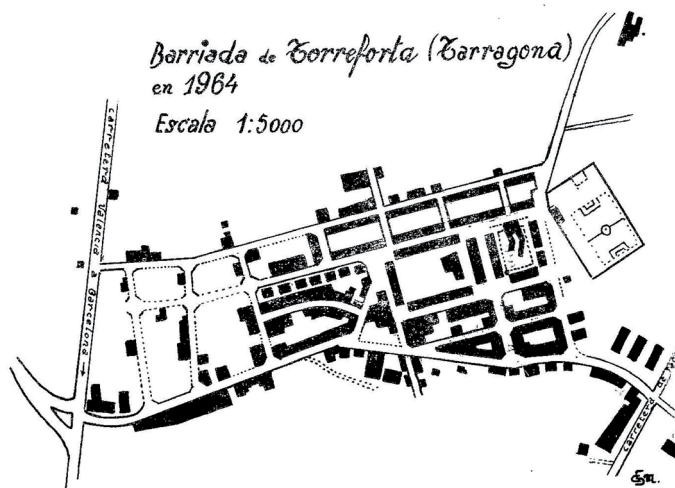 Barriada de Torreforta (Tarragona)
en 1964
Escala 1:5000
carretera Valencia a Barcelona →
carretera de